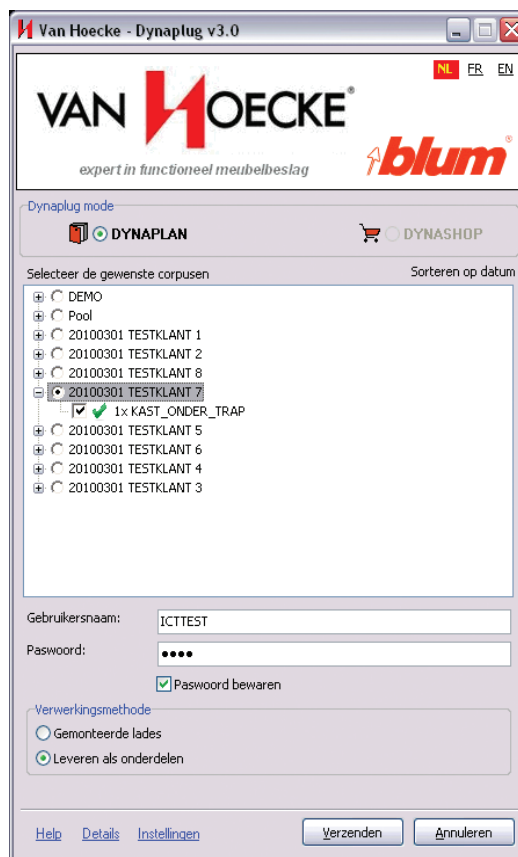 Van Hoecke - Dynaplug v3.0
NL FR EN
VAN HOECKE®
expert in functioneel meubelbeslag
blum®
Dynaplug mode
DYNAPLAN
DYNASHOP
Selecteer de gewenste corpusen
Sorteren op datum
DEMO
Pool
20100301 TESTKLANT 1
20100301 TESTKLANT 2
20100301 TESTKLANT 8
20100301 TESTKLANT 7
1x KAST_ONDER_TRAP
20100301 TESTKLANT 5
20100301 TESTKLANT 6
20100301 TESTKLANT 4
20100301 TESTKLANT 3
Gebruikersnaam: ICTTEST
Paswoord: ●●●●
Paswoord bewaren
Verwerkingsmethode
Gemonteerde lades
Leveren als onderdelen
Help Details Instellingen Verzenden Annuleren